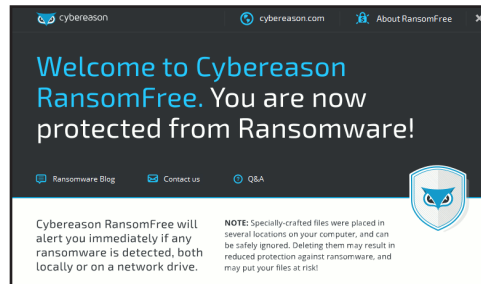 cybereason
cybereason.com
About RansomFree
Welcome to Cybereason
RansomFree. You are now
protected from Ransomware!
Ransomware Blog
Contact us
Q&A
Cybereason RansomFree will
alert you immediately if any
ransomware is detected, both
locally or on a network drive.
NOTE: Specially-crafted files were placed in
several locations on your computer, and can
be safely ignored. Deleting them may result in
reduced protection against ransomware, and
may put your files at risk!